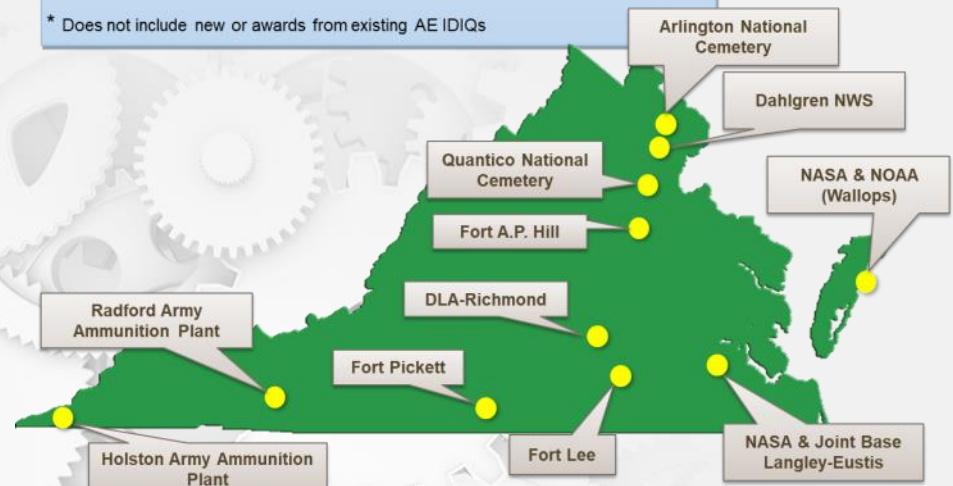 * Does not include new or awards from existing AE IDIQs
Arlington National
Cemetery
Dahlgren NWS
Quantico National
Cemetery
NASA & NOAA
(Wallops)
Fort A.P. Hill
DLA-Richmond
Radford Army
Ammunition Plant
Fort Pickett
Fort Lee
NASA & Joint Base
Langley-Eustis
Holston Army Ammunition
Plant